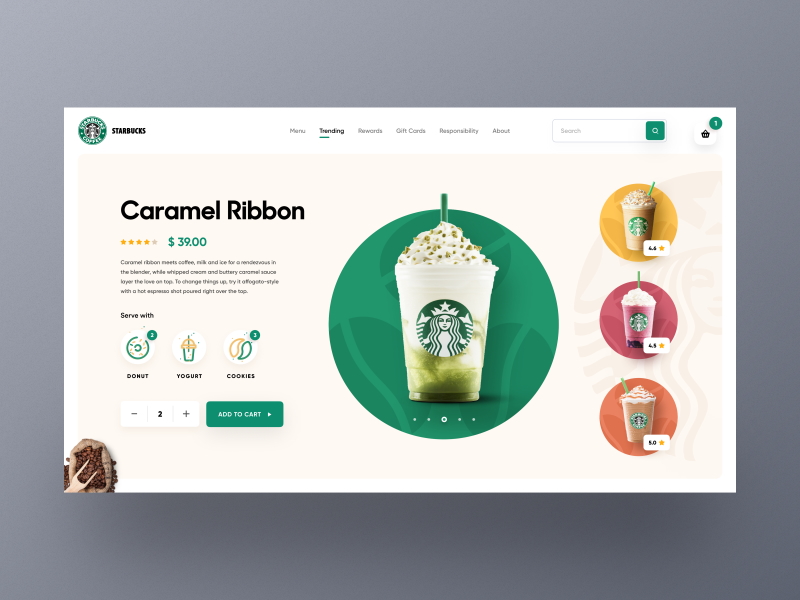 STARBUCKS
COFFEE
STARBUCKS
Menu
Trending
Rewards
Gift Cards
Responsibility
About
Search
1
Caramel Ribbon
$ 39.00
Caramel ribbon meets coffee, milk and ice for a rendezvous in
the blender, while whipped cream and buttery caramel sauce
layer the love on top. To change things up, try it affogato-style
with a hot espresso shot poured right over the top.
Serve with
2
3
DONUT
YOGURT
COOKIES
2
ADD TO CART
4.6
4.5
5.0